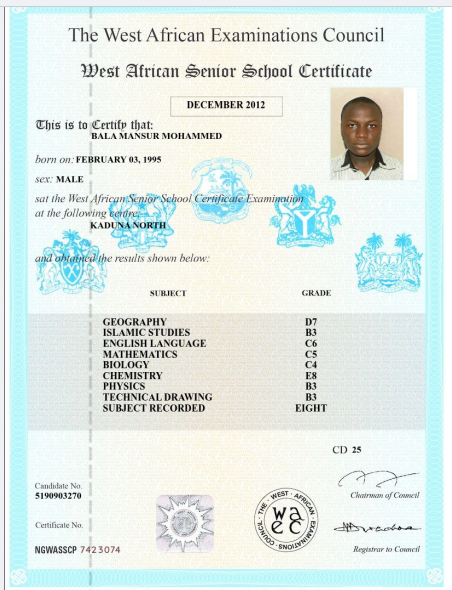 The West African Examinations Council
West African Senior School Certificate
DECEMBER 2012
This is to Certify that:
BALA MANSUR MOHAMMED
born on: FEBRUARY 03, 1995
sex: MALE
sat the West African Senior School Certificate Examination
at the following centre:
KADUNA NORTH
and obtained the results shown below:
SUBJECT GRADE
GEOGRAPHY D7
ISLAMIC STUDIES B3
ENGLISH LANGUAGE C6
MATHEMATICS C5
BIOLOGY C4
CHEMISTRY E8
PHYSICS B3
TECHNICAL DRAWING B3
SUBJECT RECORDED EIGHT
CD 25
Candidate No.
5190903270
Chairman of Council
THE WEST AFRICAN EXAMINATIONS COUNCIL
wa
ec
Certificate No.
NGWASSCP 7423074
Registrar to Council